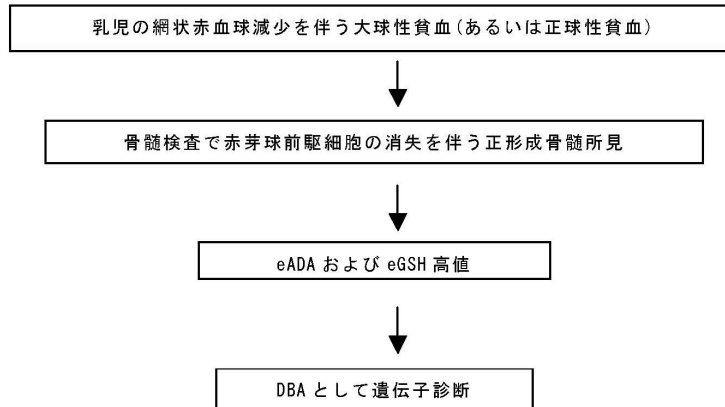 乳児の網状赤血球減少を伴う大球性貧血(あるいは正球性貧血)
骨髄検査で赤芽球前駆細胞の消失を伴う正形成骨髄所見
eADA および eGSH 高値
DBA として遺伝子診断